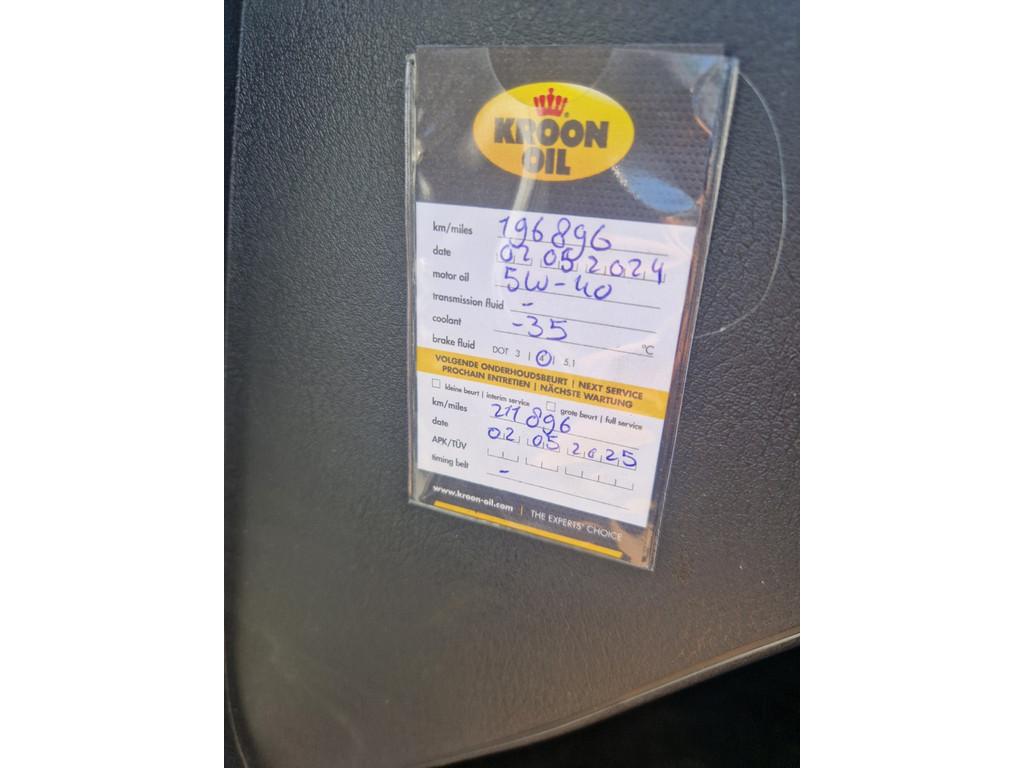 KROON
OIL
km/miles 196896
date 02 05 2024
motor oil 5W-40
transmission fluid -
coolant -35 °C
brake fluid DOT 3 | 4 | 5.1
VOLGENDE ONDERHOUDSBEURT | NEXT SERVICE
PROCHAIN ENTRETIEN | NÄCHSTE WARTUNG
kleine beurt | interim service grote beurt | full service
km/miles 211896
date 02 05 2025
APK/TÜV
timing belt -
www.kroon-oil.com | THE EXPERTS' CHOICE